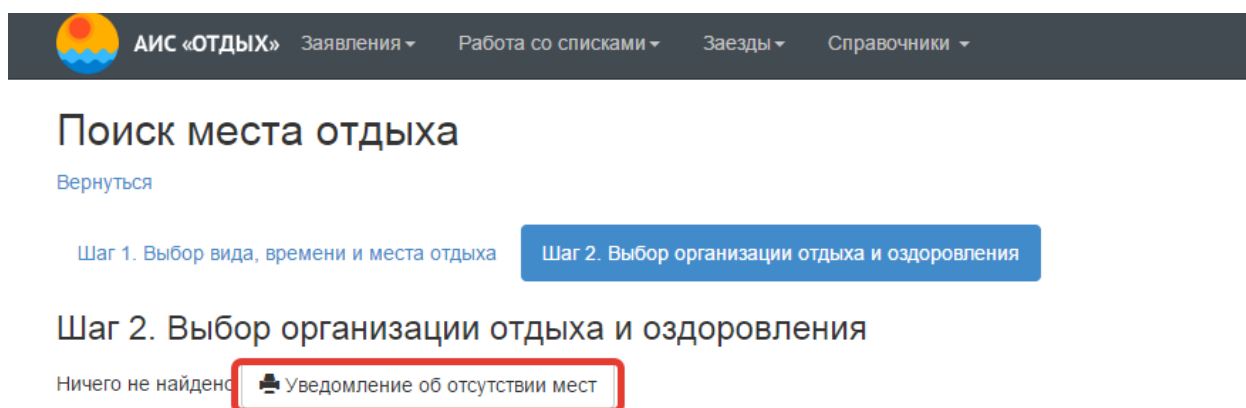 АИС «ОТДЫХ» Заявления Работа со списками Заезды Справочники
Поиск места отдыха
Вернуться
Шаг 1. Выбор вида, времени и места отдыха Шаг 2. Выбор организации отдыха и оздоровления
Шаг 2. Выбор организации отдыха и оздоровления
Ничего не найдено Уведомление об отсутствии мест